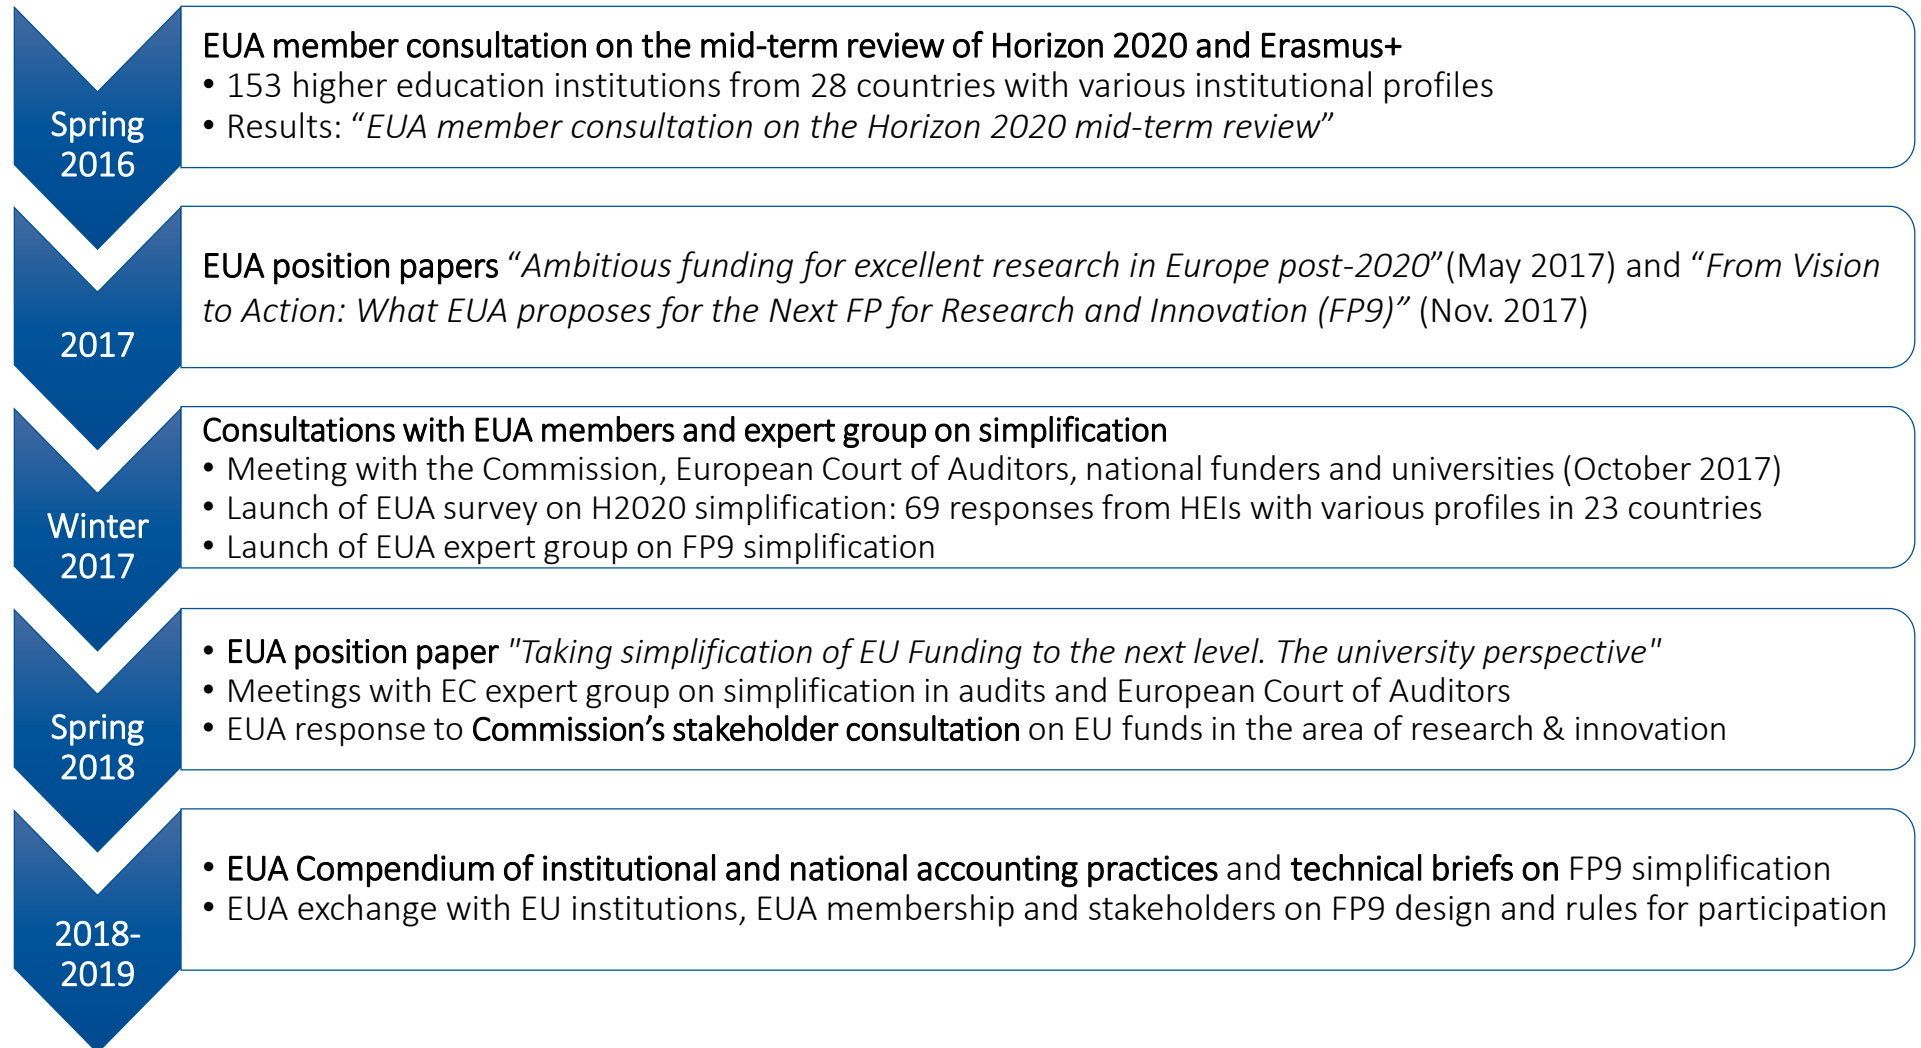 Spring
2016
EUA member consultation on the mid-term review of Horizon 2020 and Erasmus+
• 153 higher education institutions from 28 countries with various institutional profiles
• Results: “EUA member consultation on the Horizon 2020 mid-term review”
2017
EUA position papers “Ambitious funding for excellent research in Europe post-2020”(May 2017) and “From Vision
to Action: What EUA proposes for the Next FP for Research and Innovation (FP9)” (Nov. 2017)
Winter
2017
Consultations with EUA members and expert group on simplification
• Meeting with the Commission, European Court of Auditors, national funders and universities (October 2017)
• Launch of EUA survey on H2020 simplification: 69 responses from HEIs with various profiles in 23 countries
• Launch of EUA expert group on FP9 simplification
Spring
2018
• EUA position paper "Taking simplification of EU Funding to the next level. The university perspective"
• Meetings with EC expert group on simplification in audits and European Court of Auditors
• EUA response to Commission’s stakeholder consultation on EU funds in the area of research & innovation
2018-
2019
• EUA Compendium of institutional and national accounting practices and technical briefs on FP9 simplification
• EUA exchange with EU institutions, EUA membership and stakeholders on FP9 design and rules for participation